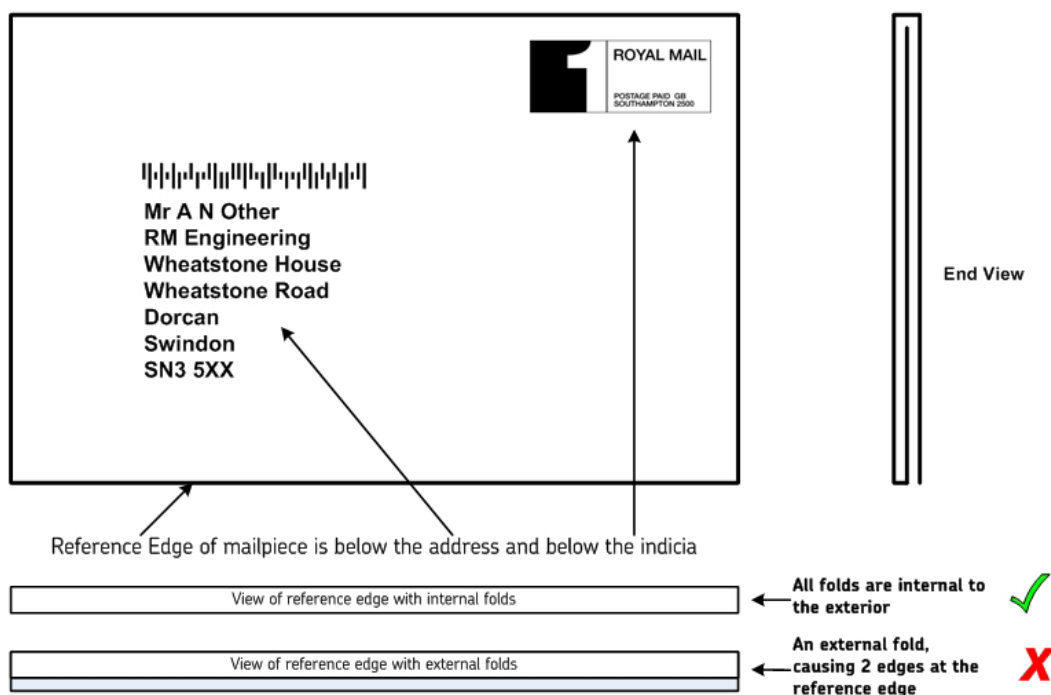 1
ROYAL MAIL
POSTAGE PAID GB
SOUTHAMPTON 2500
Mr A N Other
RM Engineering
Wheatstone House
Wheatstone Road
Dorcan
Swindon
SN3 5XX
End View
Reference Edge of mailpiece is below the address and below the indicia
View of reference edge with internal folds
All folds are internal to
the exterior
View of reference edge with external folds
An external fold,
causing 2 edges at the
reference edge